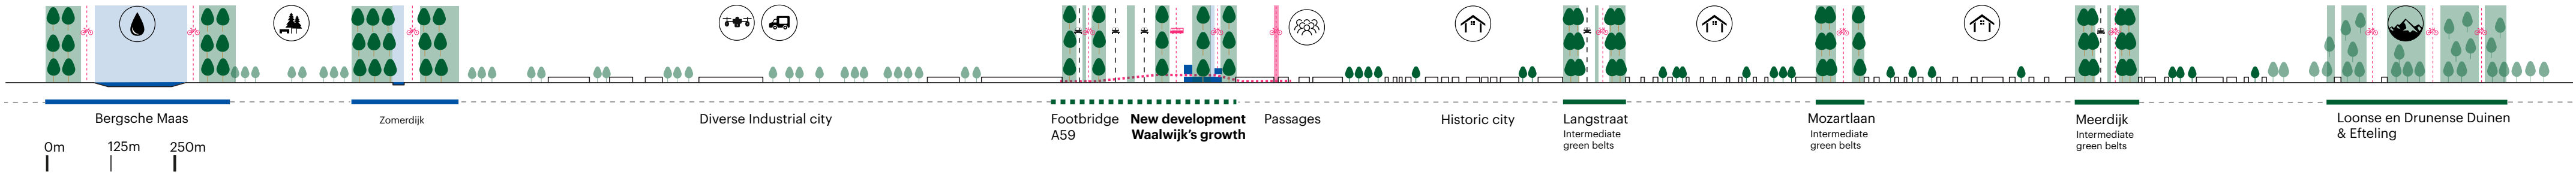 Bergsche Maas
Zomerdijk
Diverse Industrial city
Footbridge
A59
New development
Waalwijk's growth
Passages
Historic city
Langstraat
Intermediate
green belts
Mozartlaan
Intermediate
green belts
Meerdijk
Intermediate
green belts
Loonse en Drunense Duinen
& Efteling
0m
125m
250m